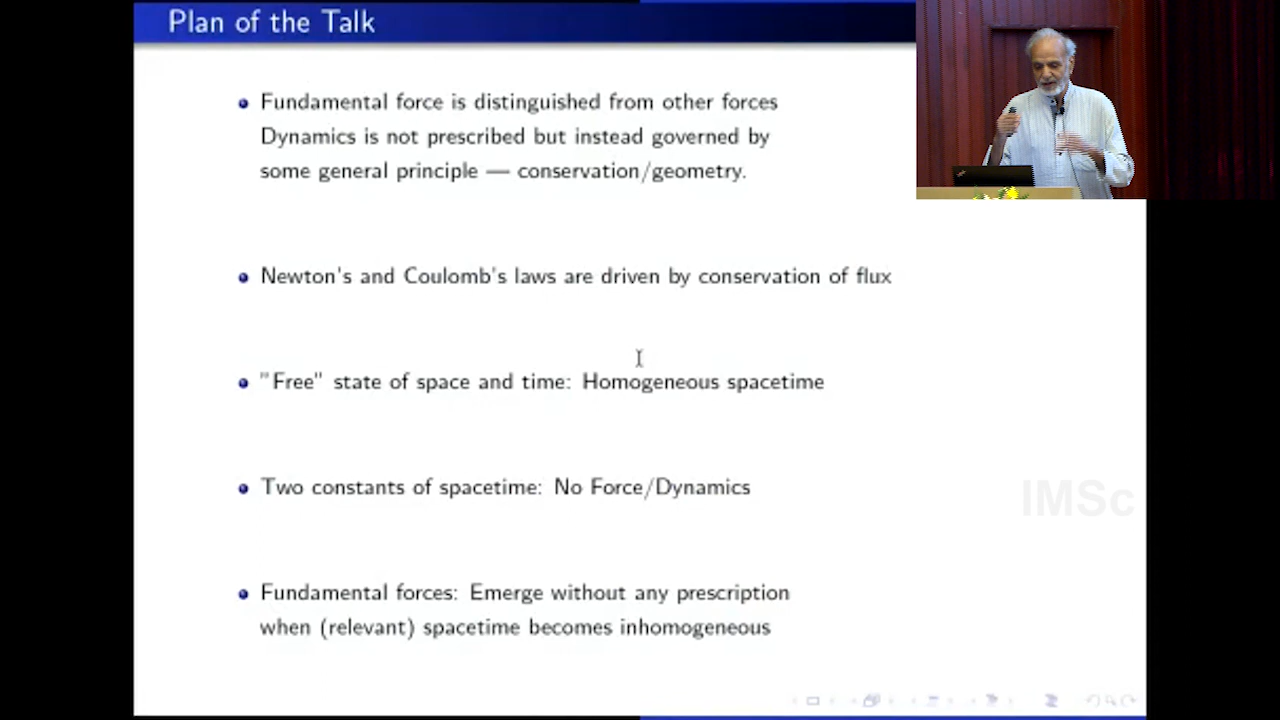 Plan of the Talk
Fundamental force is distinguished from other forces
Dynamics is not prescribed but instead governed by
some general principle — conservation/geometry.
Newton's and Coulomb's laws are driven by conservation of flux
"Free" state of space and time: Homogeneous spacetime
Two constants of spacetime: No Force/Dynamics
Fundamental forces: Emerge without any prescription
when (relevant) spacetime becomes inhomogeneous
IMSc